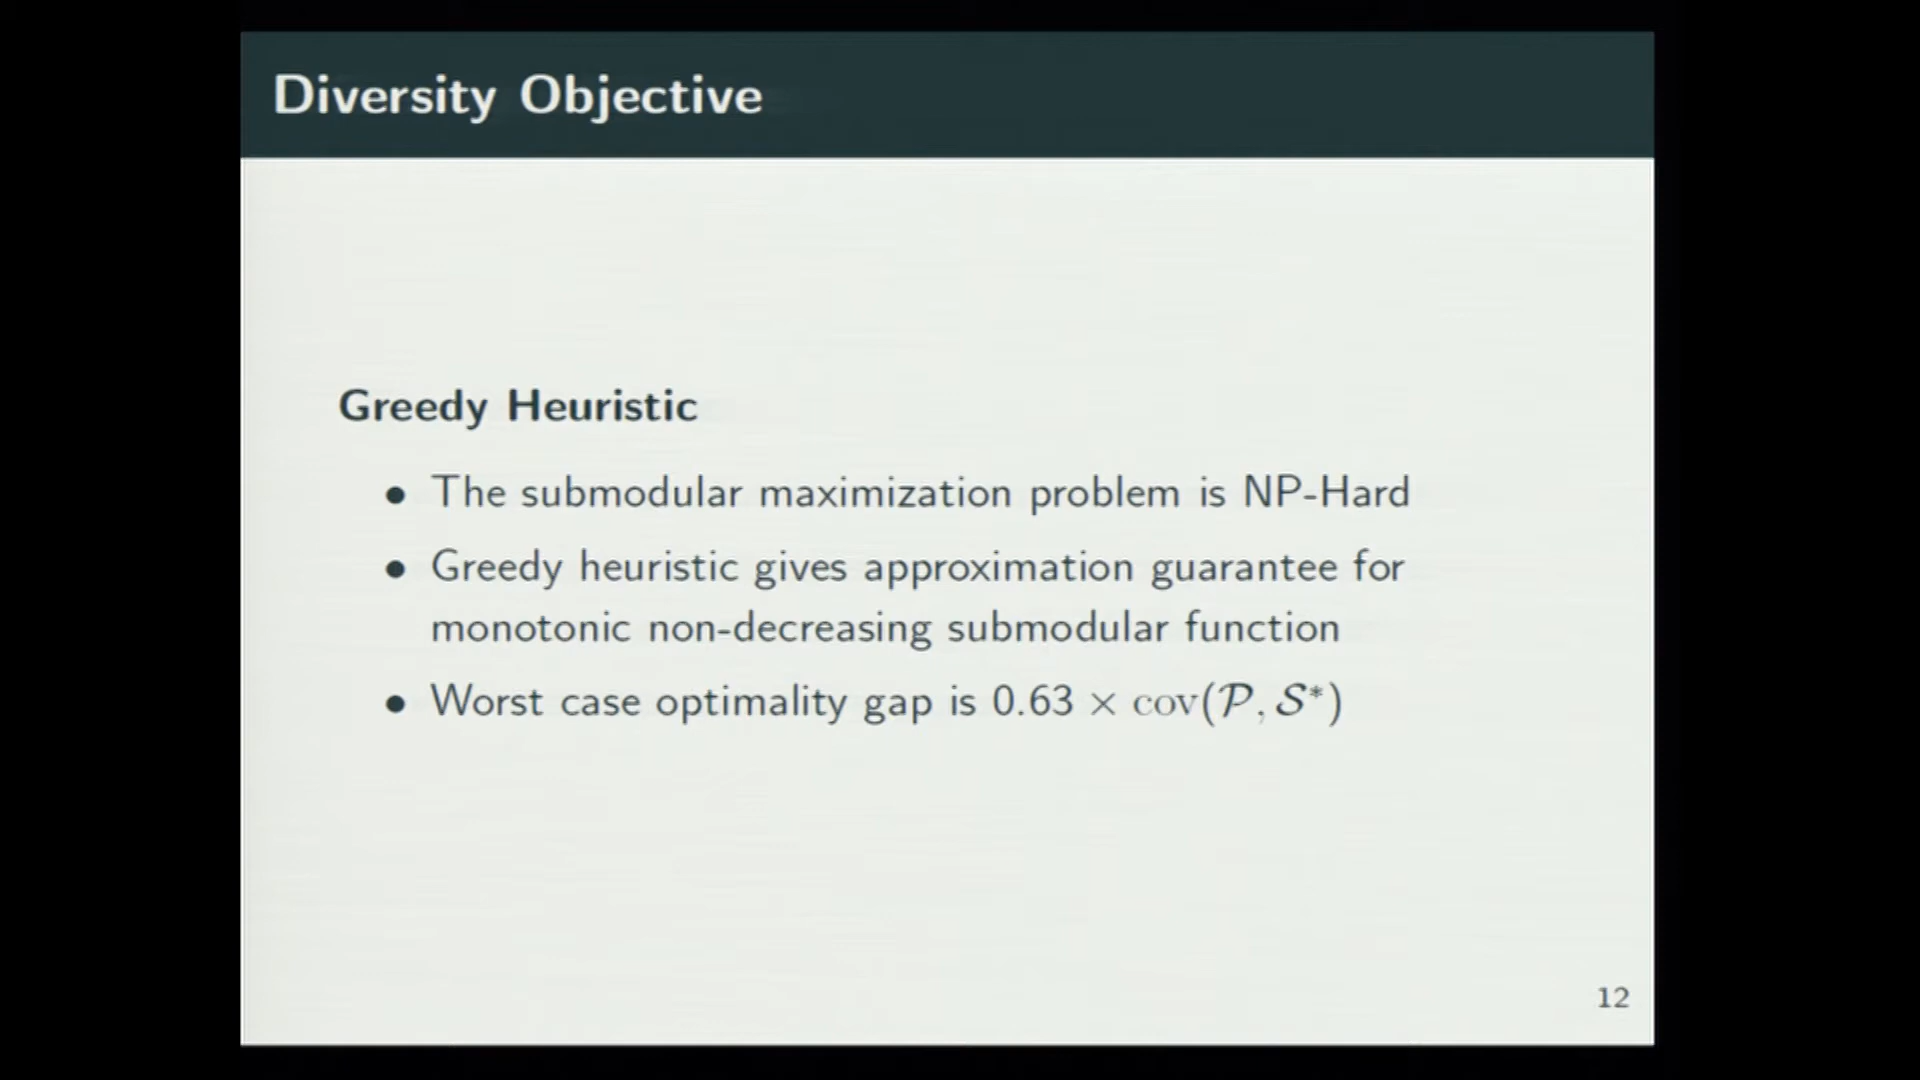 Diversity Objective
Greedy Heuristic
• The submodular maximization problem is NP-Hard
• Greedy heuristic gives approximation guarantee for
monotonic non-decreasing submodular function
• Worst case optimality gap is 0.63 × cov(𝒫, 𝒮*)
12